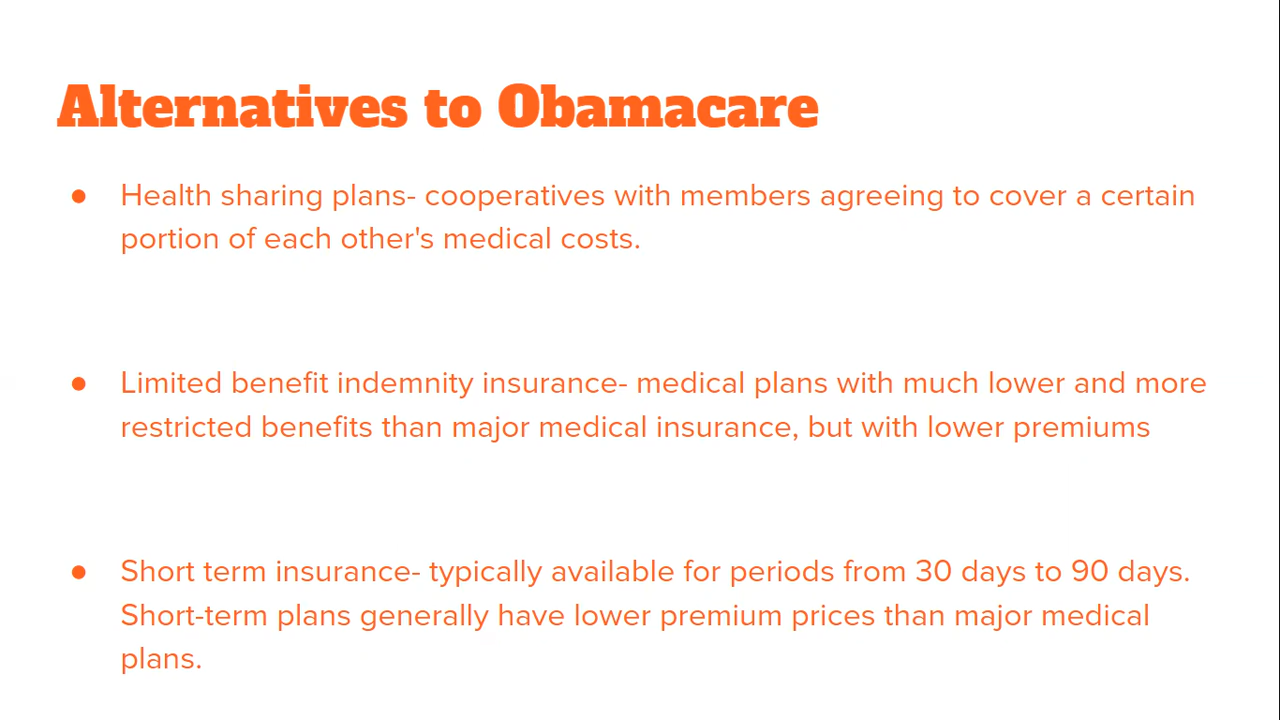 Alternatives to Obamacare
● Health sharing plans- cooperatives with members agreeing to cover a certain
portion of each other's medical costs.
● Limited benefit indemnity insurance- medical plans with much lower and more
restricted benefits than major medical insurance, but with lower premiums
● Short term insurance- typically available for periods from 30 days to 90 days.
Short-term plans generally have lower premium prices than major medical
plans.